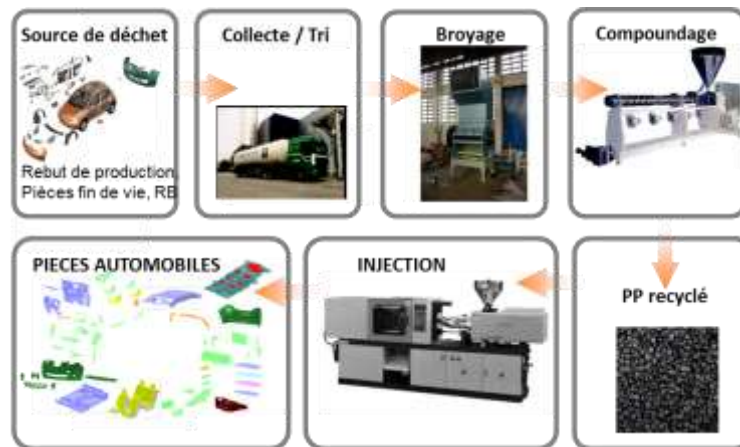 Source de déchet
Rebut de production
Pièces fin de vie, RB
Collecte / Tri
Broyage
Compoundage
PIECES AUTOMOBILES
INJECTION
PP recyclé